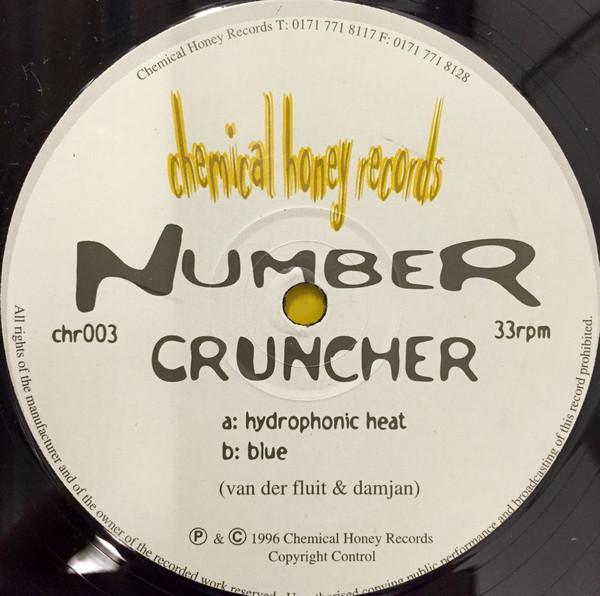 Chemical Honey Records T: 0171 771 8117 F: 0171 771 8128
chemical honey records
NUMBER
chr003
33rpm
CRUNCHER
a: hydrophonic heat
b: blue
(van der fluit & damjan)
Ⓟ & © 1996 Chemical Honey Records
Copyright Control
All rights of the manufacturer and of the owner of the recorded work reserved. Unauthorised copying public performance and broadcasting of this record prohibited.